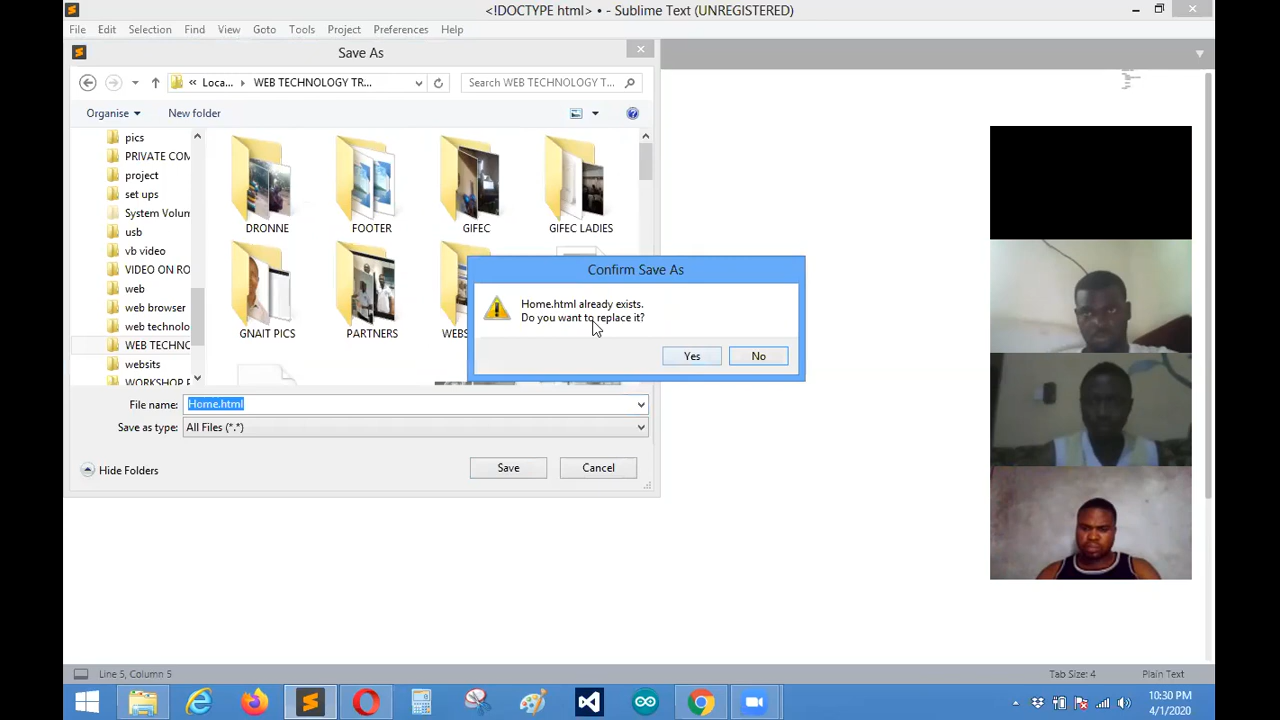 <!DOCTYPE html> • - Sublime Text (UNREGISTERED)
File Edit Selection Find View Goto Tools Project Preferences Help
Save As
« Loca... WEB TECHNOLOGY TR... Search WEB TECHNOLOGY T...
Organise New folder
pics
PRIVATE COM
project
set ups
System Volum
usb
vb video
VIDEO ON RO
web
web browser
web technolo
WEB TECHNO
websits
DRONNE FOOTER GIFEC GIFEC LADIES
GNAIT PICS PARTNERS WEBS
Confirm Save As
Home.html already exists.
Do you want to replace it?
Yes No
File name: Home.html
Save as type: All Files (*.*)
Hide Folders Save Cancel
Line 5, Column 5 Tab Size: 4 Plain Text
10:30 PM
4/1/2020